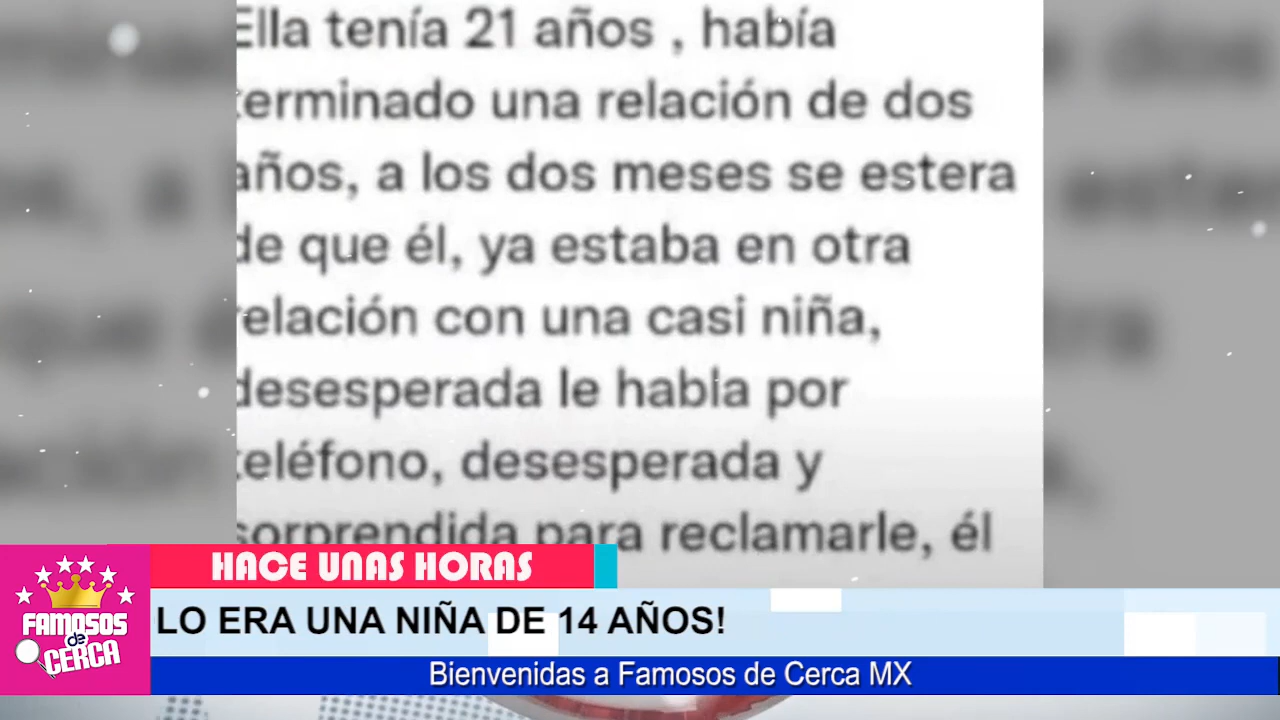 Ella tenía 21 años , había
terminado una relación de dos
años, a los dos meses se estera
de que él, ya estaba en otra
relación con una casi niña,
desesperada le habla por
teléfono, desesperada y
sorprendida para reclamarle, él
HACE UNAS HORAS
LO ERA UNA NIÑA DE 14 AÑOS!
FAMOSOS
de
CERCA
Bienvenidas a Famosos de Cerca MX